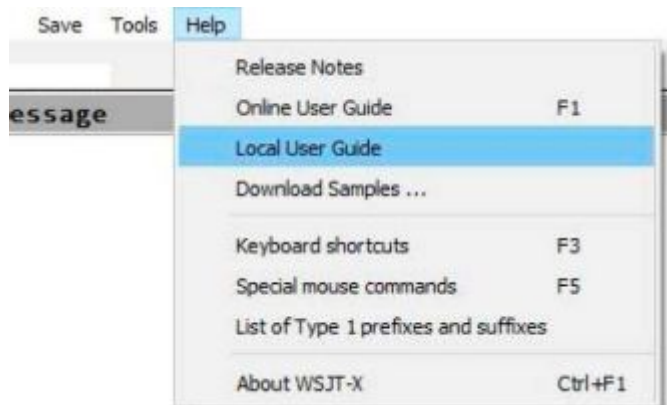 Save Tools Help
Release Notes
Online User Guide F1
essage
Local User Guide
Download Samples ...
Keyboard shortcuts F3
Special mouse commands F5
List of Type 1 prefixes and suffixes
About WSJT-X Ctrl+F1